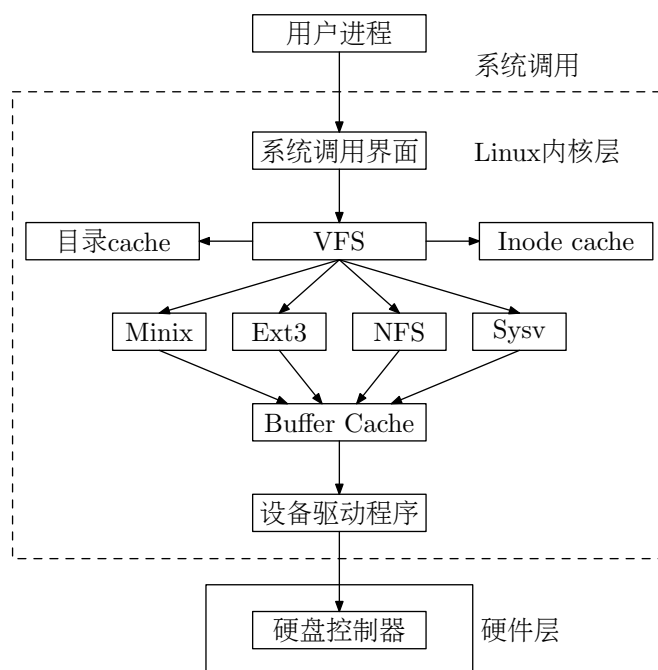 用户进程
系统调用
系统调用界面
Linux内核层
目录cache
VFS
Inode cache
Minix
Ext3
NFS
Sysv
Buffer Cache
设备驱动程序
硬盘控制器
硬件层